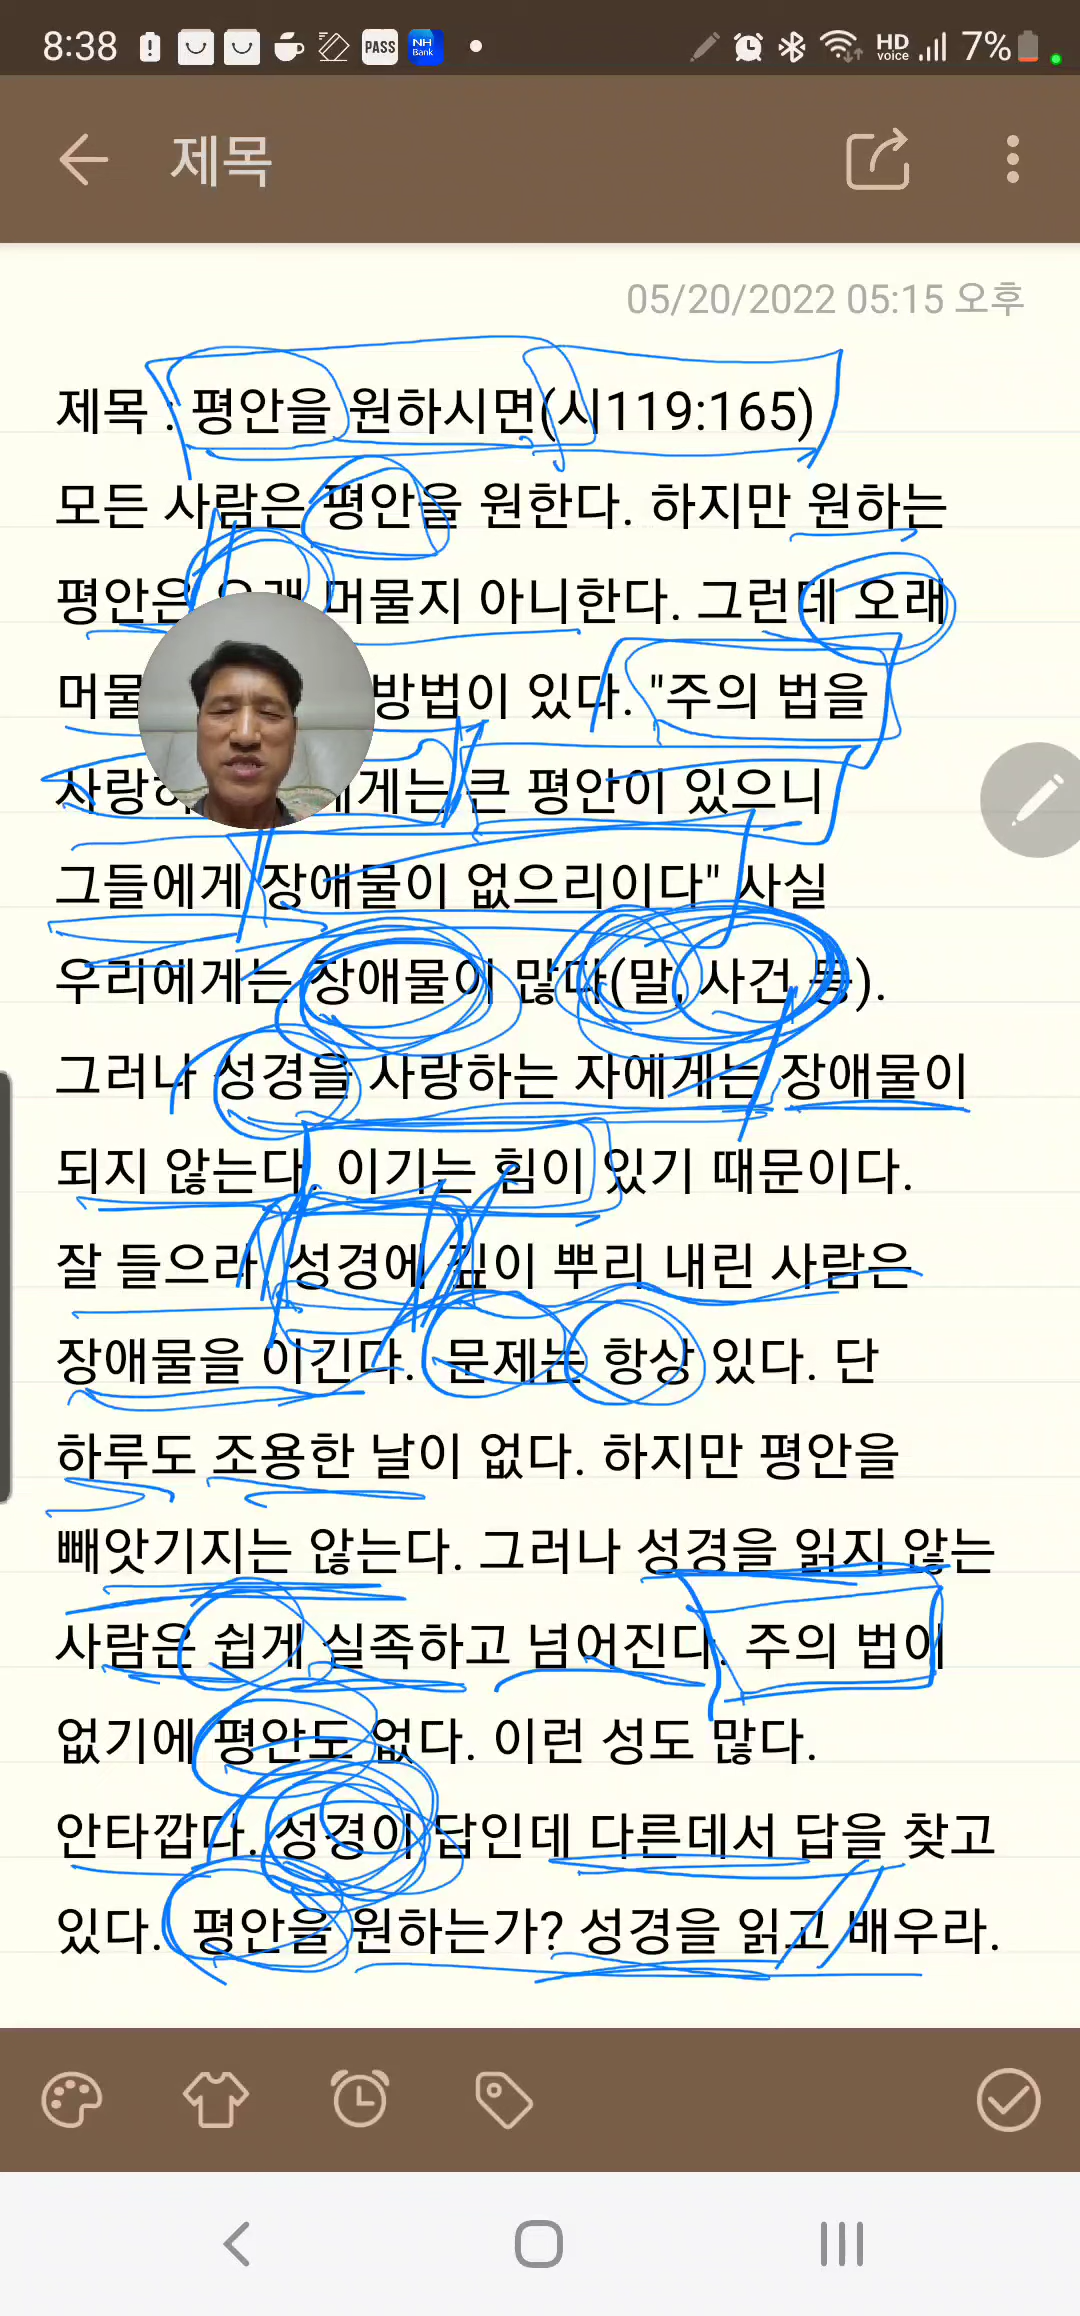 8:38 PASS NH Bank HD voice 7%
제목
05/20/2022 05:15 오후
제목 : 평안을 원하시면(시119:165)
모든 사람은 평안을 원한다. 하지만 원하는
평안은 오래 머물지 아니한다. 그런데 오래
머물 방법이 있다. "주의 법을
사랑하 에게는 큰 평안이 있으니
그들에게 장애물이 없으리이다" 사실
우리에게는 장애물이 많다(말, 사건 등).
그러나 성경을 사랑하는 자에게는 장애물이
되지 않는다. 이기는 힘이 있기 때문이다.
잘 들으라 성경에 깊이 뿌리 내린 사람은
장애물을 이긴다. 문제는 항상 있다. 단
하루도 조용한 날이 없다. 하지만 평안을
빼앗기지는 않는다. 그러나 성경을 읽지 않는
사람은 쉽게 실족하고 넘어진다. 주의 법이
없기에 평안도 없다. 이런 성도 많다.
안타깝다. 성경이 답인데 다른데서 답을 찾고
있다. 평안을 원하는가? 성경을 읽고 배우라.